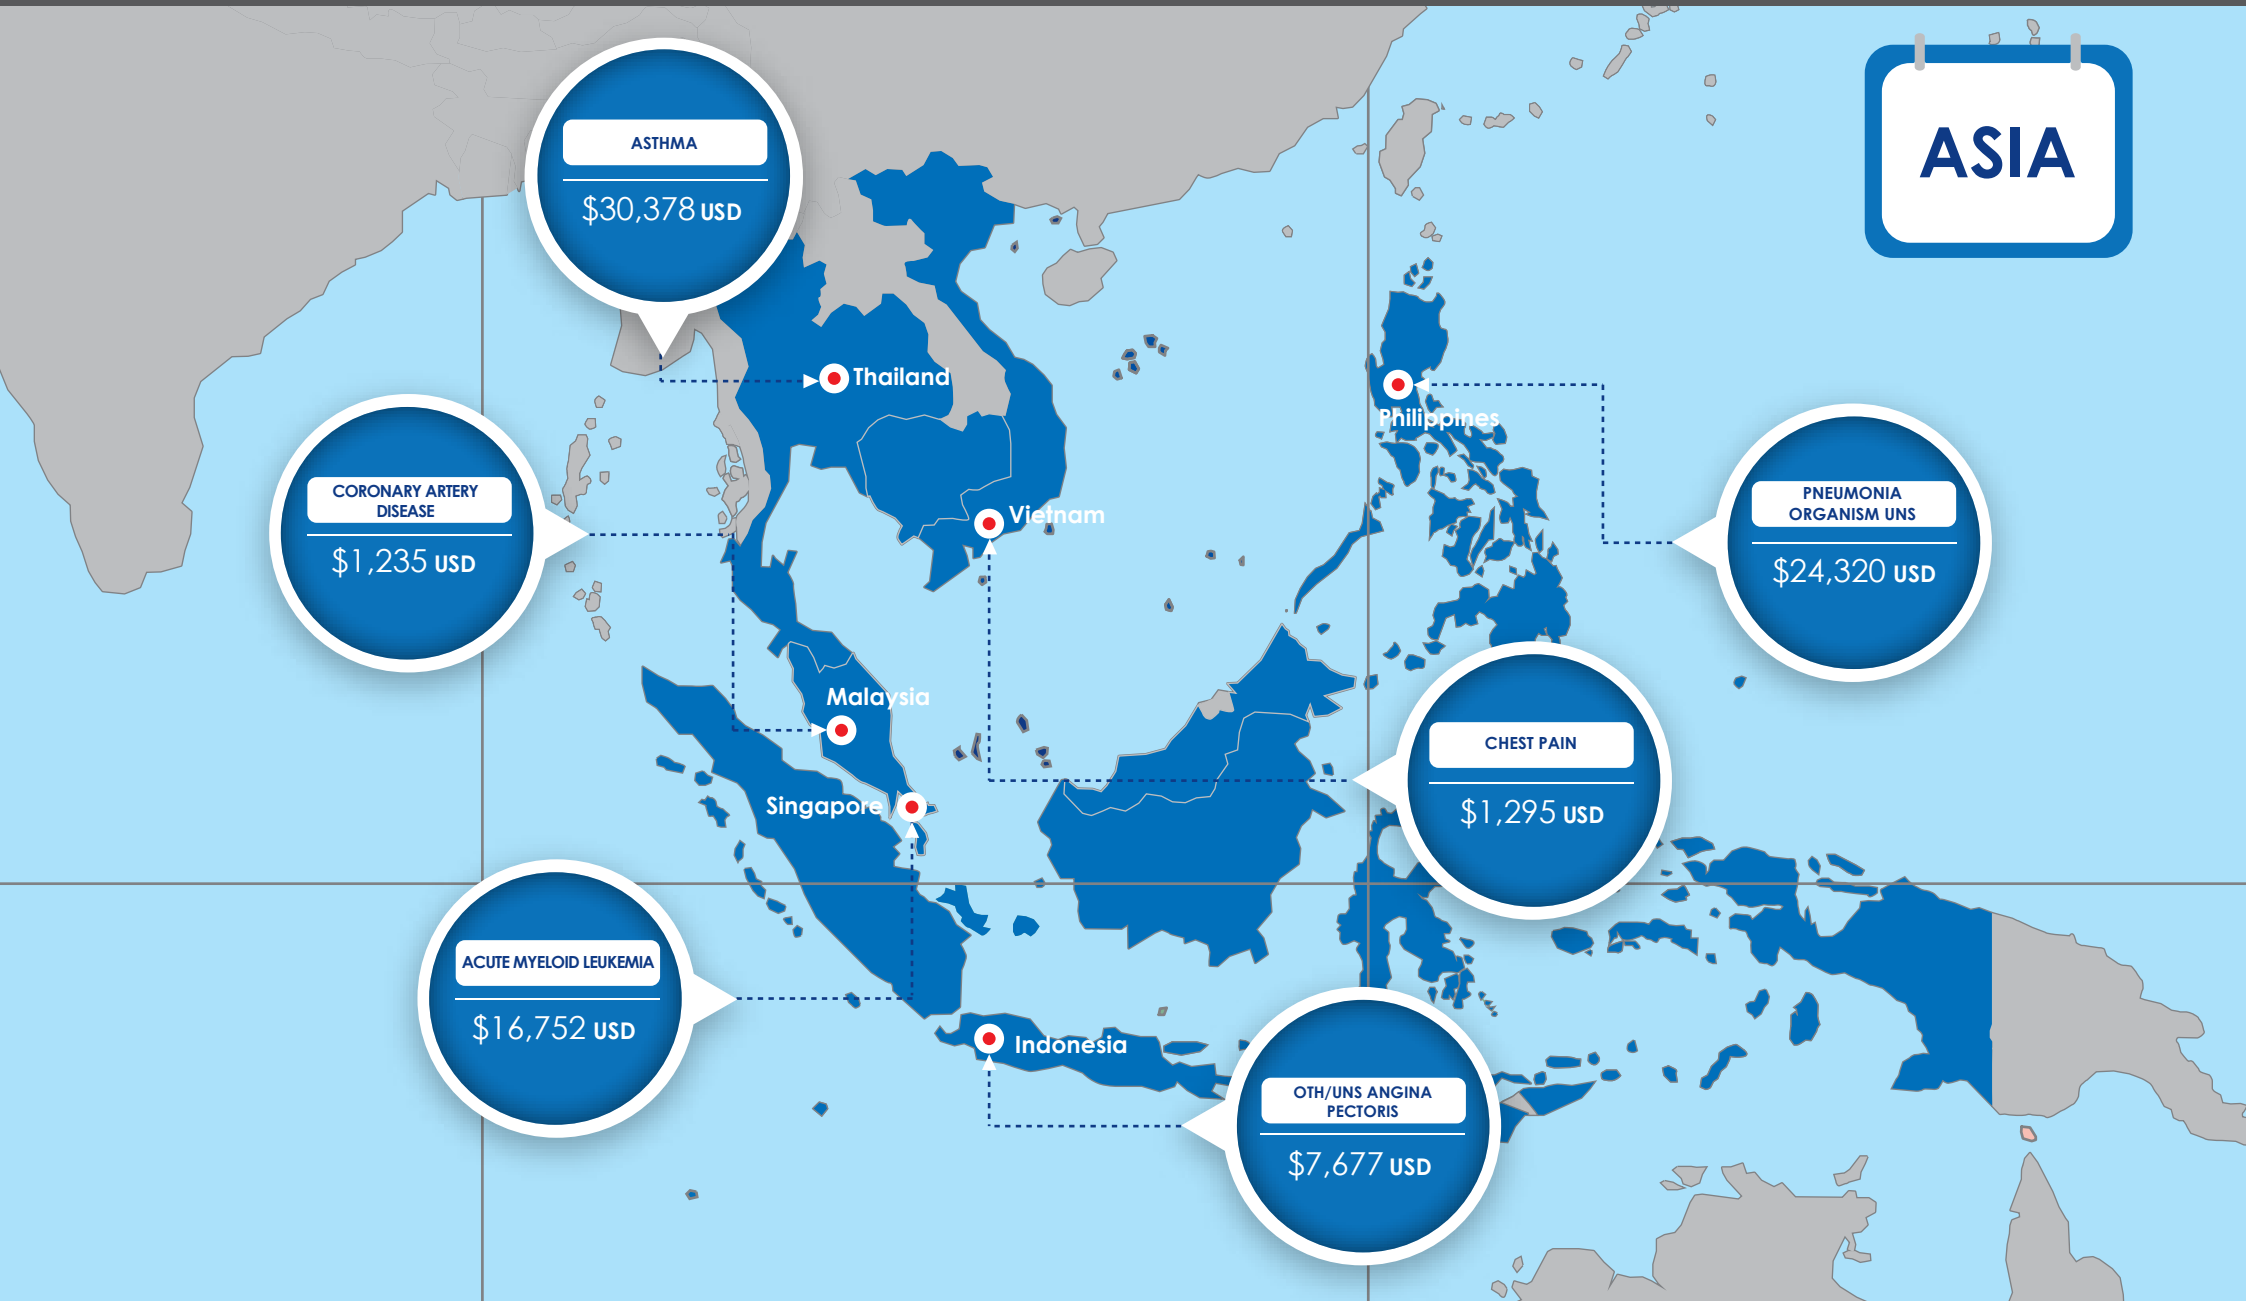 ASIA
ASTHMA
$30,378 USD
Thailand
Philippines
CORONARY ARTERY
DISEASE
$1,235 USD
PNEUMONIA
ORGANISM UNS
$24,320 USD
Vietnam
Malaysia
CHEST PAIN
$1,295 USD
Singapore
ACUTE MYELOID LEUKEMIA
$16,752 USD
Indonesia
OTH/UNS ANGINA
PECTORIS
$7,677 USD